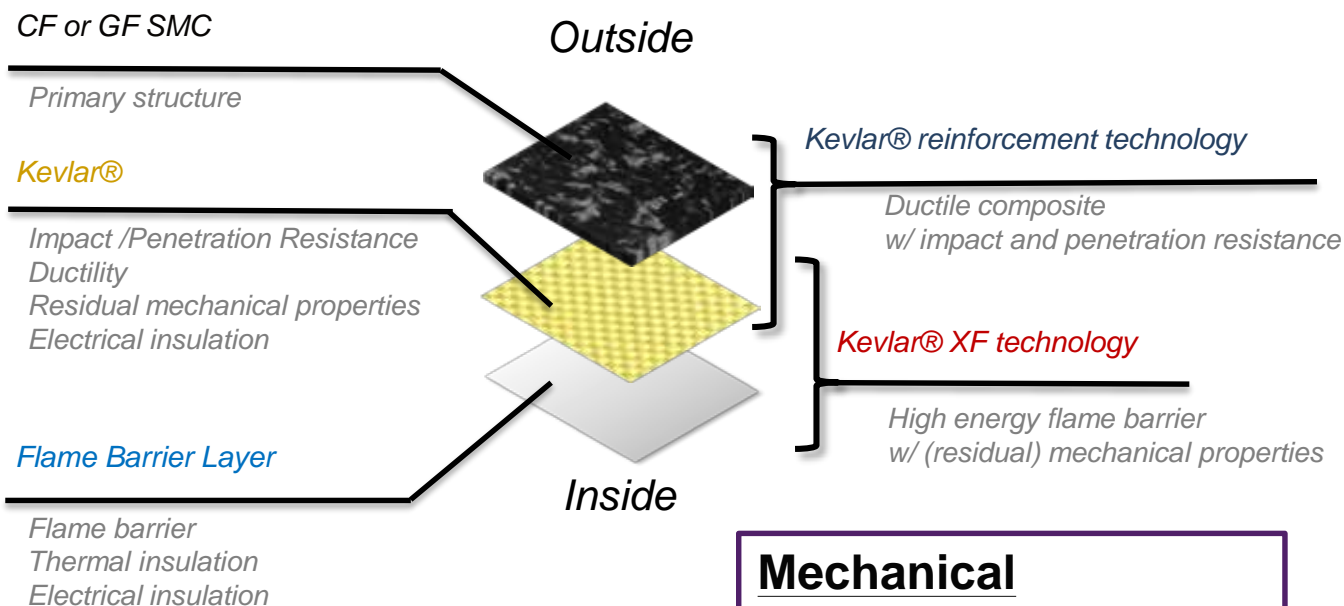 CF or GF SMC
Primary structure
Kevlar®
Impact /Penetration Resistance
Ductility
Residual mechanical properties
Electrical insulation
Flame Barrier Layer
Flame barrier
Thermal insulation
Electrical insulation
Outside
Inside
Kevlar® reinforcement technology
Ductile composite
w/ impact and penetration resistance
Kevlar® XF technology
High energy flame barrier
w/ (residual) mechanical properties
Mechanical